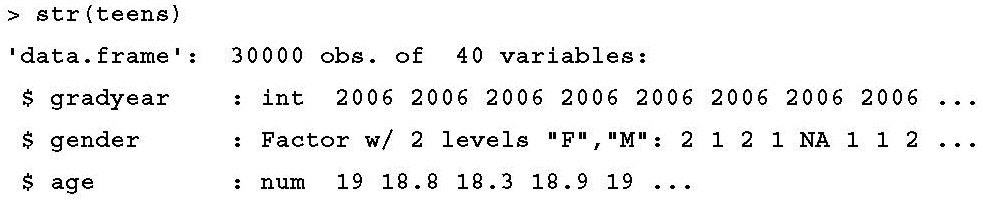 > str(teens)
'data.frame':  30000 obs. of  40 variables:
 $ gradyear    : int  2006 2006 2006 2006 2006 2006 2006 2006 ...
 $ gender      : Factor w/ 2 levels "F","M": 2 1 2 1 NA 1 1 2 ...
 $ age         : num  19 18.8 18.3 18.9 19 ...